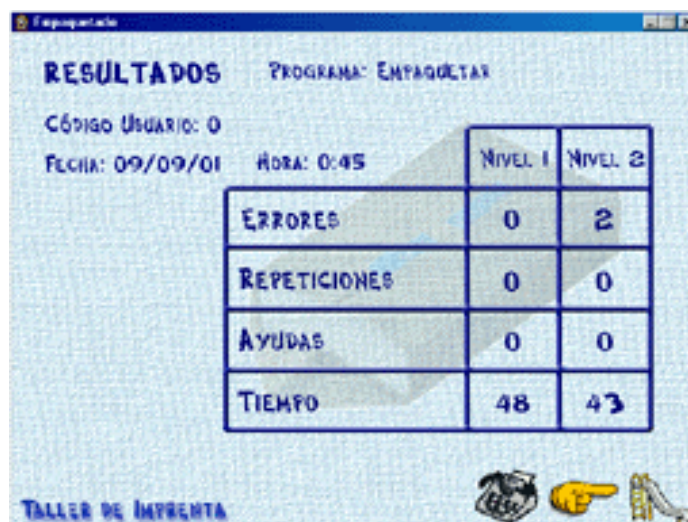 Empaquetado
RESULTADOS PROGRAMA: EMPAQUETAR
CÓDIGO USUARIO: 0
FECHA: 09/09/01 HORA: 0:45
NIVEL 1 NIVEL 2
ERRORES 0 2
REPETICIONES 0 0
AYUDAS 0 0
TIEMPO 48 43
TALLER DE IMPRENTA